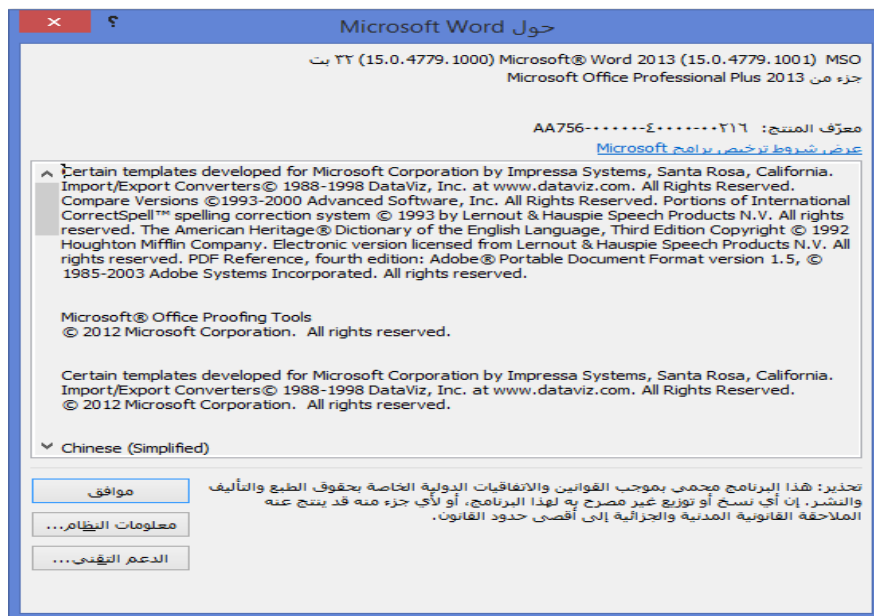 حول Microsoft Word
؟
Microsoft® Word 2013 (15.0.4779.1001) MSO (15.0.4779.1000) ٣٢ بت
جزء من Microsoft Office Professional Plus 2013
معرّف المنتج: ٠٠٢١٦-٤٠٠٠٠-٠٠٠٠٠-AA756
عرض شروط ترخيص برامج Microsoft
Certain templates developed for Microsoft Corporation by Impressa Systems, Santa Rosa, California.
Import/Export Converters© 1988-1998 DataViz, Inc. at www.dataviz.com. All Rights Reserved.
Compare Versions ©1993-2000 Advanced Software, Inc. All Rights Reserved. Portions of International
CorrectSpell™ spelling correction system © 1993 by Lernout & Hauspie Speech Products N.V. All rights
reserved. The American Heritage® Dictionary of the English Language, Third Edition Copyright © 1992
Houghton Mifflin Company. Electronic version licensed from Lernout & Hauspie Speech Products N.V. All
rights reserved. PDF Reference, fourth edition: Adobe® Portable Document Format version 1.5, ©
1985-2003 Adobe Systems Incorporated. All rights reserved.
Microsoft® Office Proofing Tools
© 2012 Microsoft Corporation. All rights reserved.
Certain templates developed for Microsoft Corporation by Impressa Systems, Santa Rosa, California.
Import/Export Converters© 1988-1998 DataViz, Inc. at www.dataviz.com. All Rights Reserved.
© 2012 Microsoft Corporation. All rights reserved.
Chinese (Simplified)
تحذير: هذا البرنامج محمي بموجب القوانين والاتفاقيات الدولية الخاصة بحقوق الطبع والتأليف
والنشر. إن أي نسخ أو توزيع غير مصرح به لهذا البرنامج، أو لأي جزء منه قد ينتج عنه
الملاحقة القانونية المدنية والجزائية إلى أقصى حدود القانون.
موافق
معلومات النظام...
الدعم التقني...